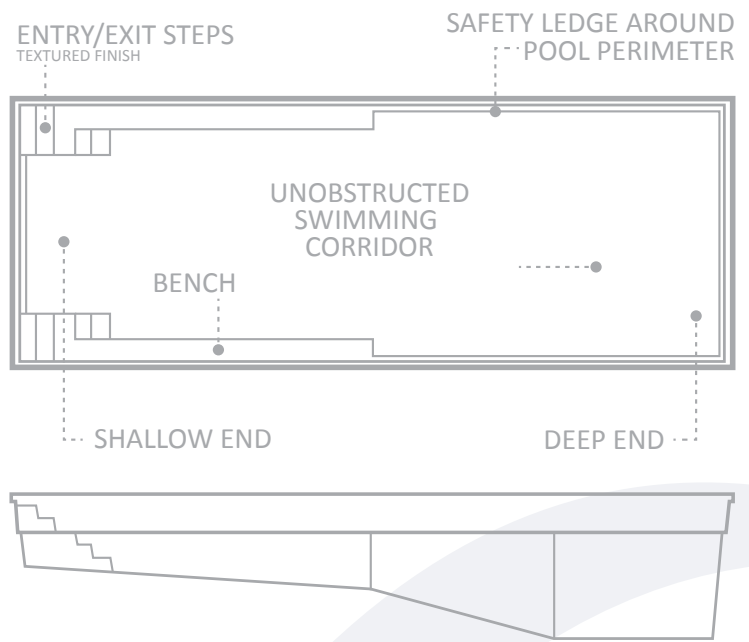 ENTRY/EXIT STEPS
TEXTURED FINISH
SAFETY LEDGE AROUND
POOL PERIMETER
UNOBSTRUCTED
SWIMMING
CORRIDOR
BENCH
SHALLOW END
DEEP END